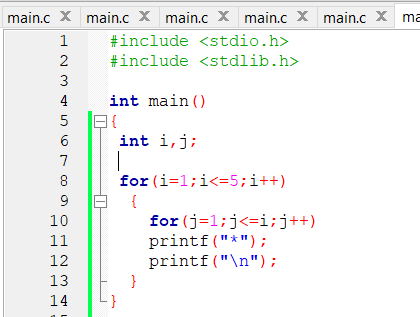 main.c X main.c X main.c X main.c X main.c X ma
1 #include <stdio.h>
2 #include <stdlib.h>
3
4 int main()
5 {
6 int i,j;
7
8 for(i=1;i<=5;i++)
9 {
10 for(j=1;j<=i;j++)
11 printf("*");
12 printf("\n");
13 }
14 }